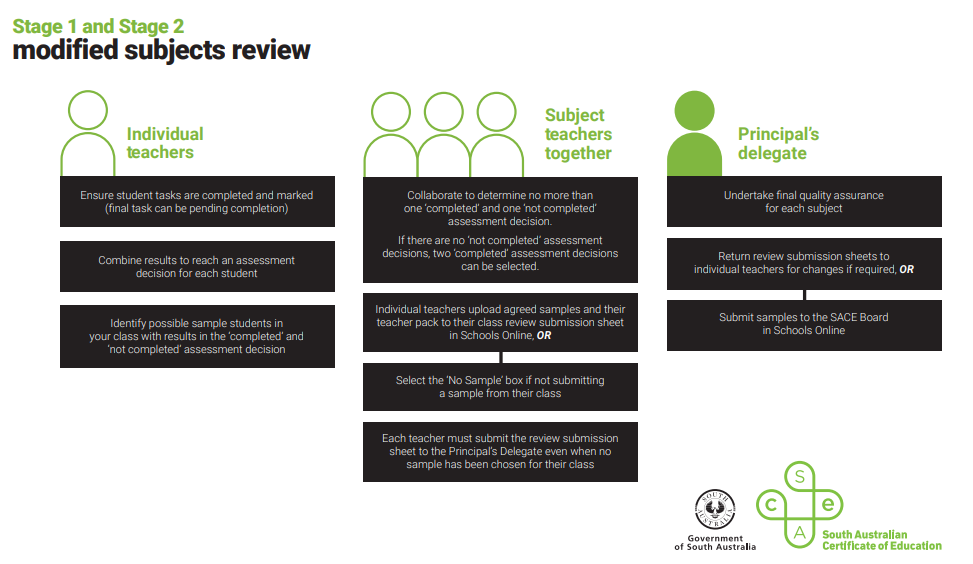 Stage 1 and Stage 2
modified subjects review
Individual
teachers
Ensure student tasks are completed and marked
(final task can be pending completion)
Combine results to reach an assessment
decision for each student
Identify possible sample students in
your class with results in the ‘completed’ and
‘not completed’ assessment decision
Subject
teachers
together
Collaborate to determine no more than
one ‘completed’ and one ‘not completed’
assessment decision.
If there are no ‘not completed’ assessment
decisions, two ‘completed’ assessment decisions
can be selected.
Individual teachers upload agreed samples and their
teacher pack to their class review submission sheet
in Schools Online, OR
Select the ‘No Sample’ box if not submitting
a sample from their class
Each teacher must submit the review submission
sheet to the Principal’s Delegate even when no
sample has been chosen for their class
Principal’s
delegate
Undertake final quality assurance
for each subject
Return review submission sheets to
individual teachers for changes if required, OR
Submit samples to the SACE Board
in Schools Online
SOUTH AUSTRALIA
Government
of South Australia
S
C e
A
South Australian
Certificate of Education